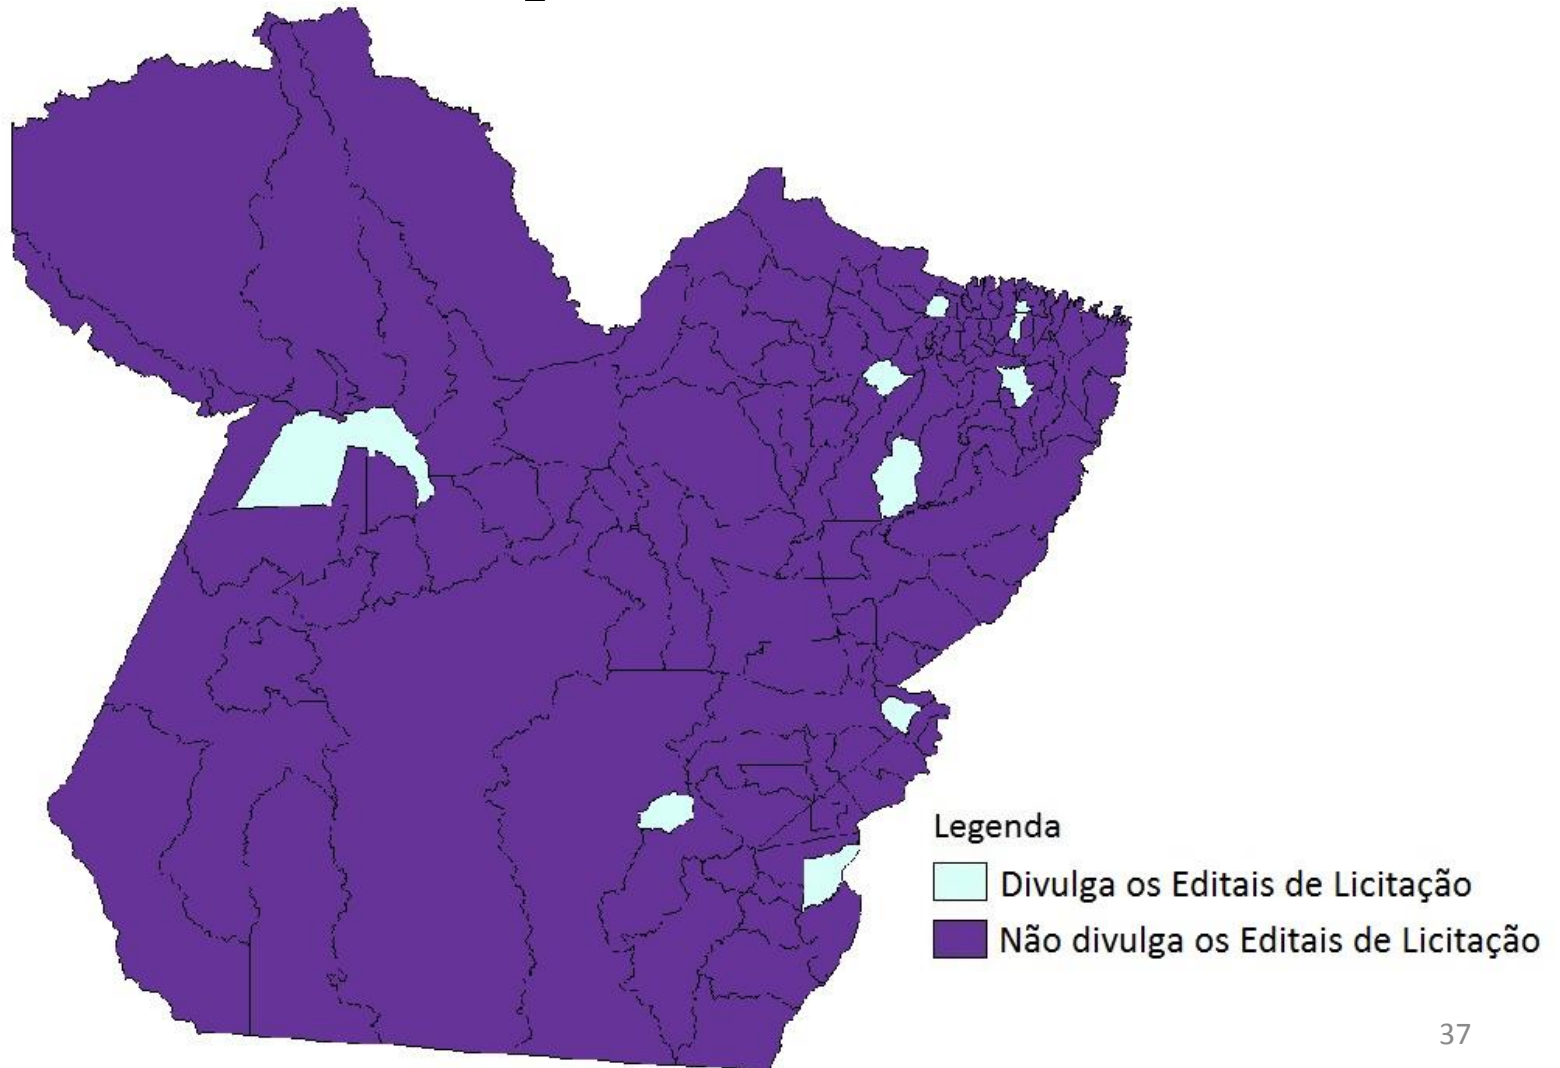 Legenda
Divulga os Editais de Licitação
Não divulga os Editais de Licitação
37